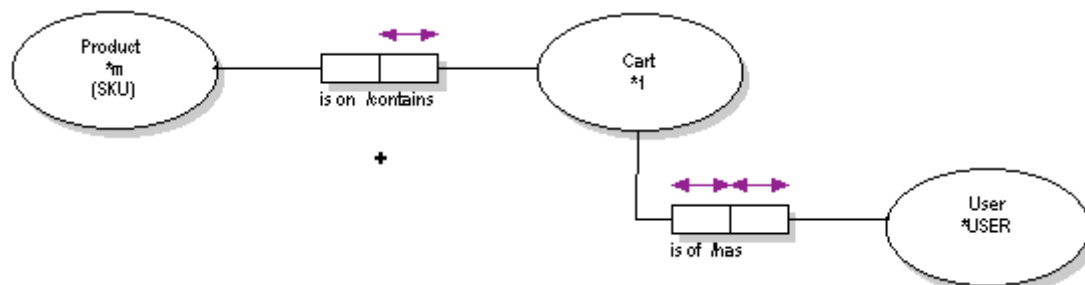 Product
*m
(SKU)
is on /contains
Cart
*1
is of /has
User
*USER